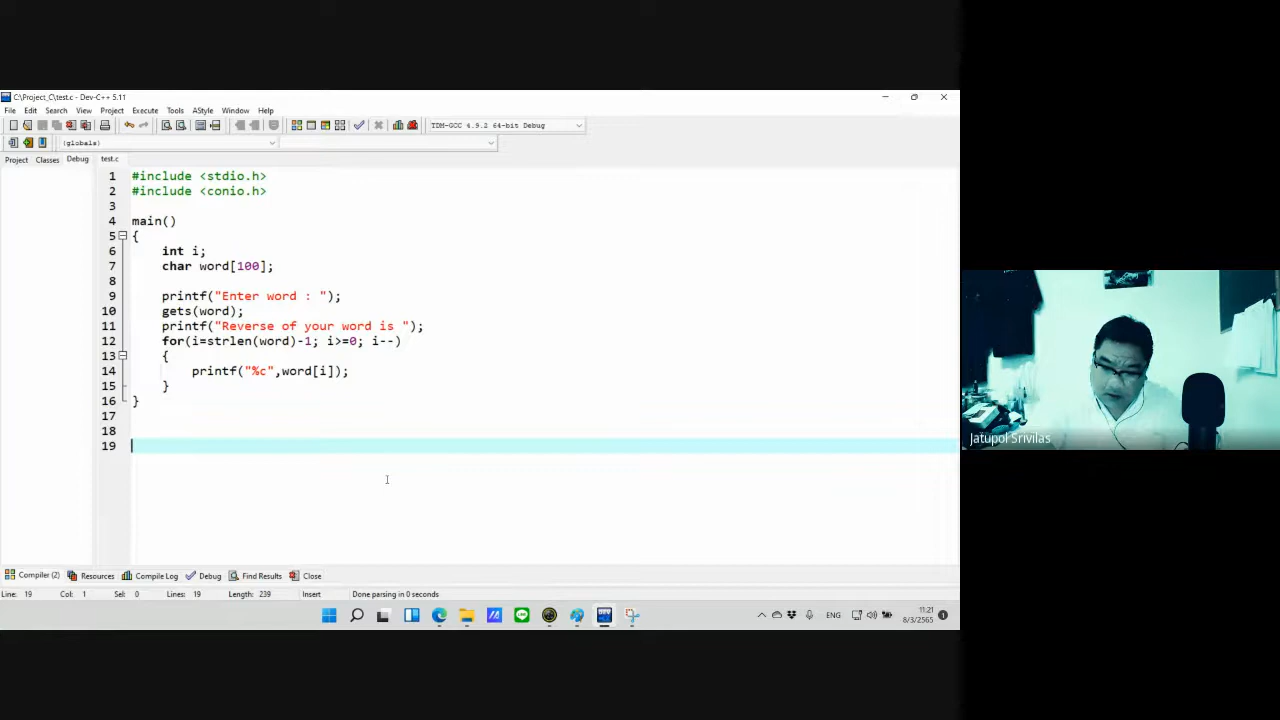 C:\Project_C\test.c - Dev-C++ 5.11
File Edit Search View Project Execute Tools AStyle Window Help
TDM-GCC 4.9.2 64-bit Debug
(globals)
Project Classes Debug test.c
1 #include <stdio.h>
2 #include <conio.h>
3
4 main()
5 {
6 int i;
7 char word[100];
8
9 printf("Enter word : ");
10 gets(word);
11 printf("Reverse of your word is ");
12 for(i=strlen(word)-1; i>=0; i--)
13 {
14 printf("%c",word[i]);
15 }
16 }
17
18
19
Jatupol Srivilas
Compiler (2) Resources Compile Log Debug Find Results Close
Line: 19 Col: 1 Sel: 0 Lines: 19 Length: 239 Insert Done parsing in 0 seconds
ENG
11:21
8/3/2565
1